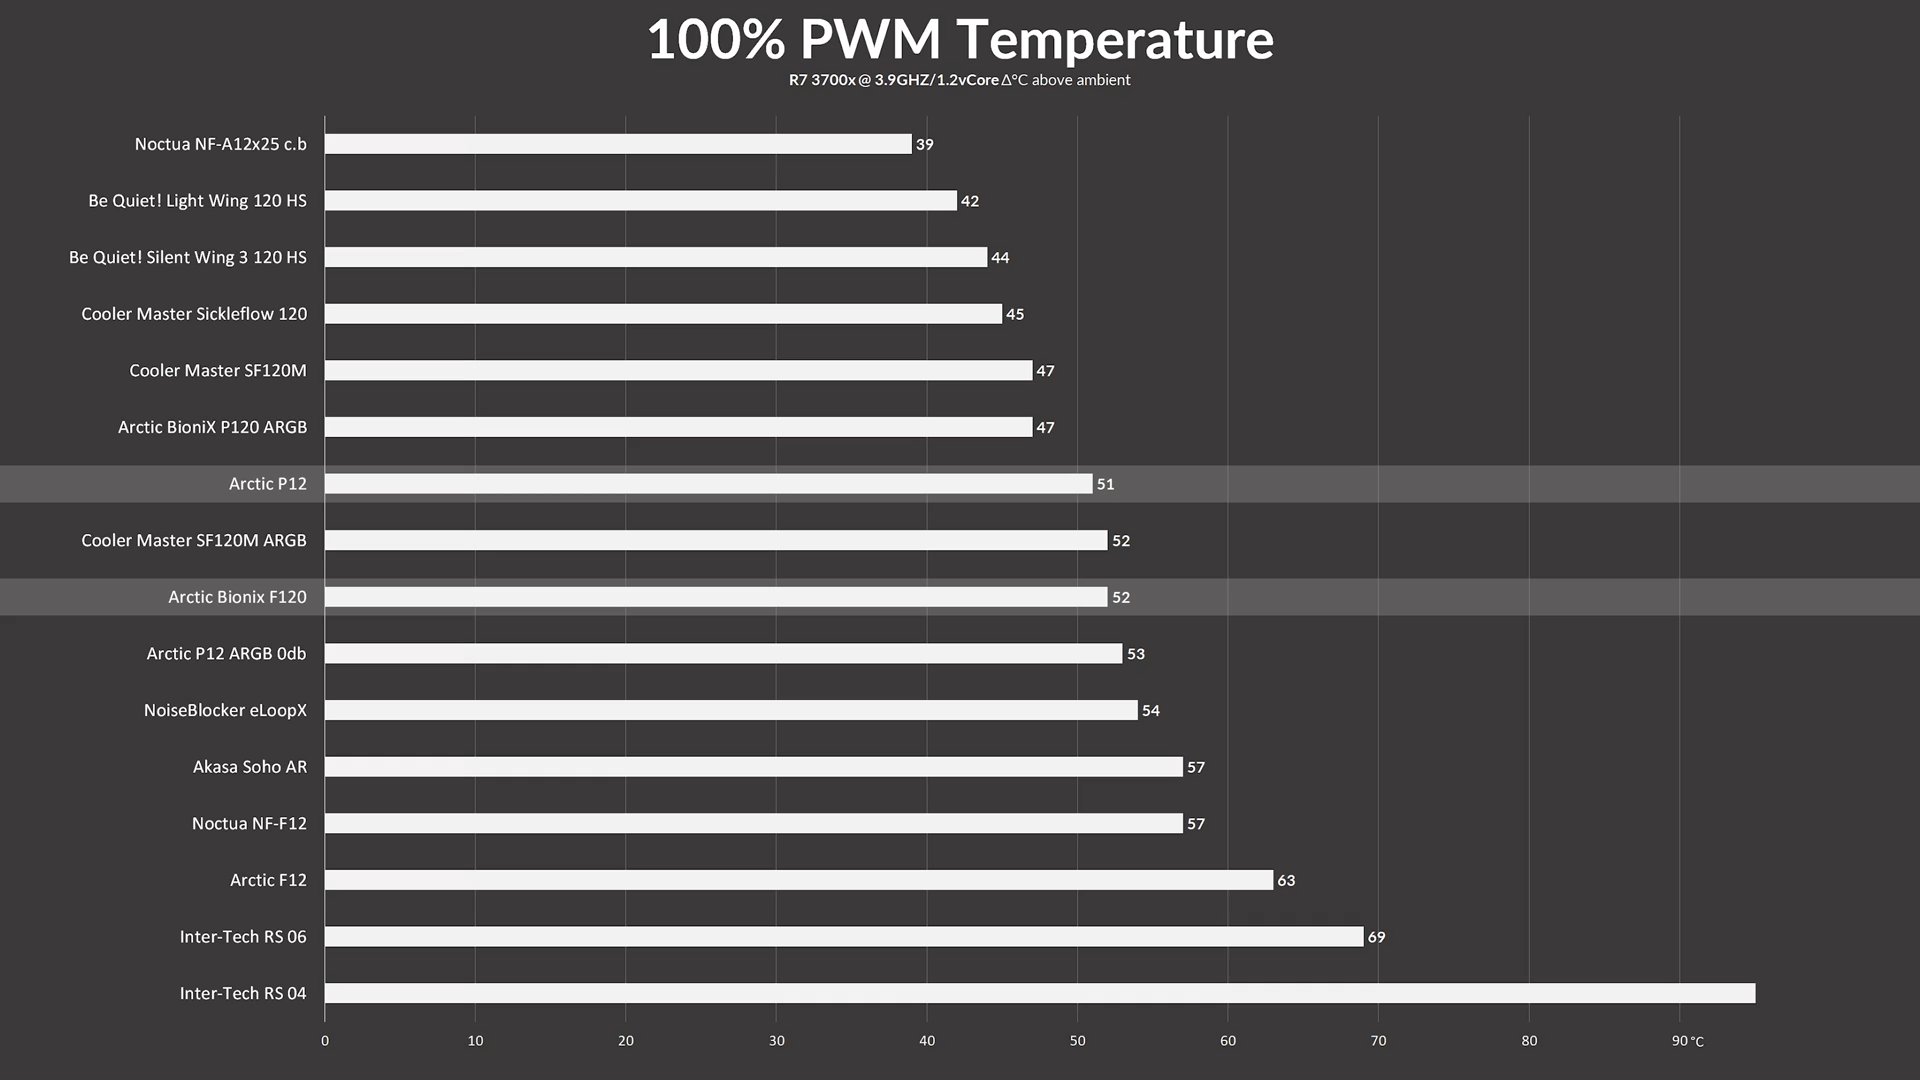 100% PWM Temperature
R7 3700x @ 3.9GHZ/1.2vCore Δ°C above ambient
Noctua NF-A12x25 c.b 39
Be Quiet! Light Wing 120 HS 42
Be Quiet! Silent Wing 3 120 HS 44
Cooler Master Sickleflow 120 45
Cooler Master SF120M 47
Arctic BioniX P120 ARGB 47
Arctic P12 51
Cooler Master SF120M ARGB 52
Arctic Bionix F120 52
Arctic P12 ARGB 0db 53
NoiseBlocker eLoopX 54
Akasa Soho AR 57
Noctua NF-F12 57
Arctic F12 63
Inter-Tech RS 06 69
Inter-Tech RS 04
0 10 20 30 40 50 60 70 80 90 °C